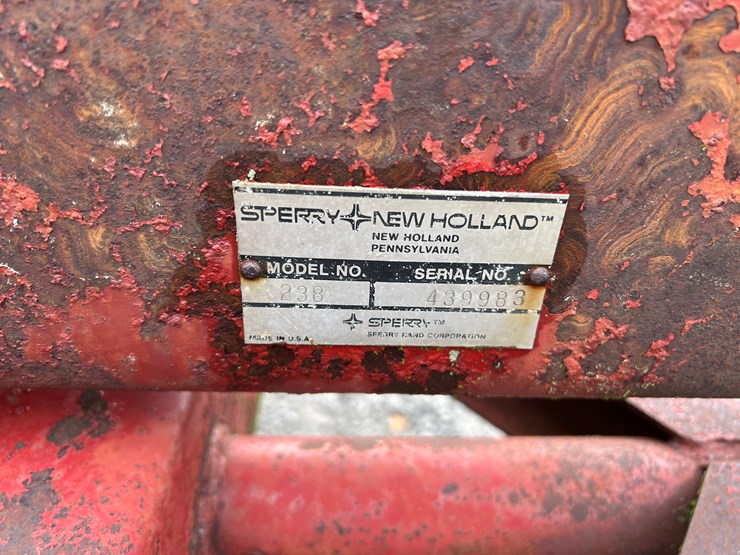 SPERRY NEW HOLLAND™
NEW HOLLAND
PENNSYLVANIA
MODEL NO. SERIAL NO.
238 439983
SPERRY™
MADE IN U.S.A. SPERRY RAND CORPORATION